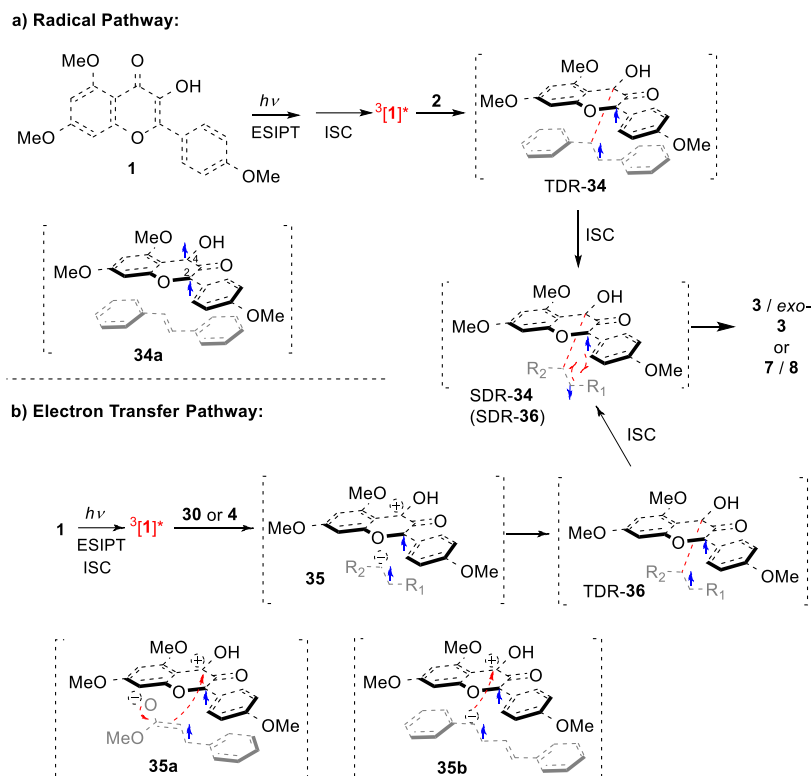 a) Radical Pathway:
MeO
O
OH
MeO
O
1
OMe
hν
ESIPT
ISC
³[1]*
2
MeO
OH
MeO
O
O
OMe
TDR-34
ISC
MeO
OH
4
MeO
2
O
O
OMe
34a
MeO
OH
MeO
O
O
R2
R1
OMe
SDR-34
(SDR-36)
3 / exo-
3
or
7 / 8
b) Electron Transfer Pathway:
ISC
1
hν
ESIPT
ISC
³[1]*
30 or 4
MeO
+
OH
MeO
O
O
−
R2
R1
OMe
35
MeO
OH
MeO
O
O
R2
R1
OMe
TDR-36
MeO
+
OH
MeO
O
O
−
O
MeO
OMe
35a
MeO
+
OH
MeO
O
O
−
OMe
35b